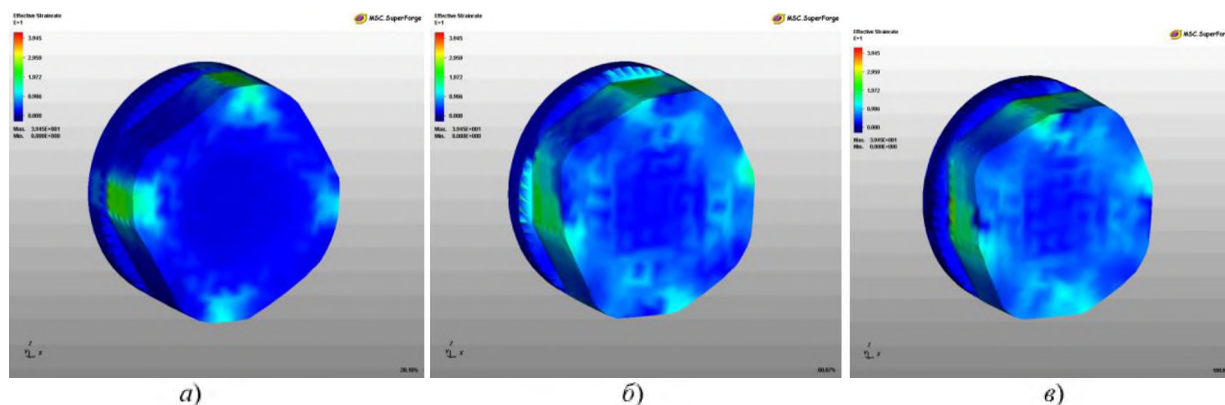 Effective Strainrate
E+1
MSC.SuperForge
3.945
2.959
1.972
0.986
0.000
Max. 3.945E+001
Min. 0.000E+000
Z
Y X
а)
Effective Strainrate
E+1
MSC.SuperForge
3.945
2.959
1.972
0.986
0.000
Max. 3.945E+001
Min. 0.000E+000
Z
Y X
б)
Effective Strainrate
E+1
MSC.SuperForg
3.945
2.959
1.972
0.986
0.000
Max. 3.945E+001
Min. 0.000E+000
Z
Y X
в)